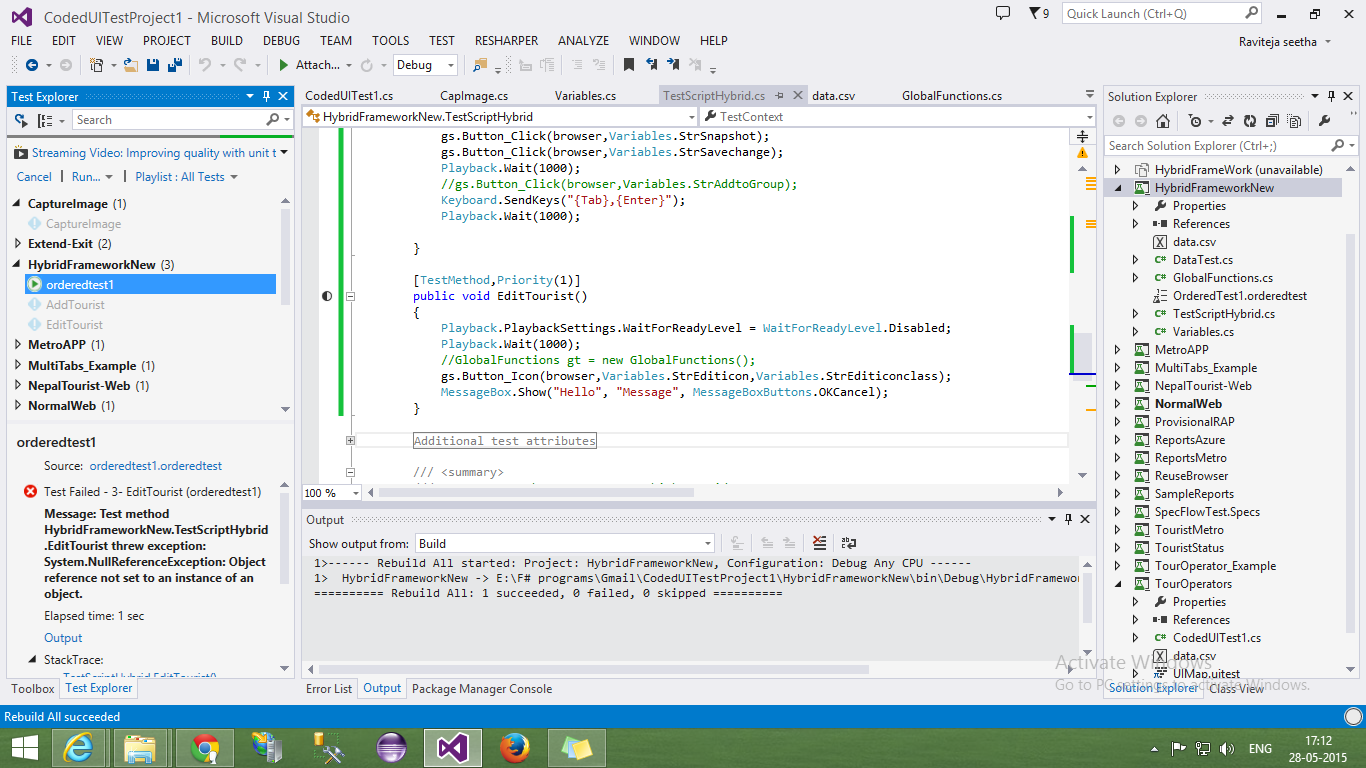 CodedUITestProject1 - Microsoft Visual Studio
9
Quick Launch (Ctrl+Q)
FILE EDIT VIEW PROJECT BUILD DEBUG TEAM TOOLS TEST RESHARPER ANALYZE WINDOW HELP
Raviteja seetha
Attach...
Debug
Test Explorer
Search
Streaming Video: Improving quality with unit t
Cancel | Run... | Playlist : All Tests
CaptureImage (1)
CaptureImage
Extend-Exit (2)
HybridFrameworkNew (3)
orderedtest1
AddTourist
EditTourist
MetroAPP (1)
MultiTabs_Example (1)
NepalTourist-Web (1)
NormalWeb (1)
orderedtest1
Source: orderedtest1.orderedtest
Test Failed - 3- EditTourist (orderedtest1)
Message: Test method
HybridFrameworkNew.TestScriptHybrid
.EditTourist threw exception:
System.NullReferenceException: Object
reference not set to an instance of an
object.
Elapsed time: 1 sec
Output
StackTrace:
TestScriptHybrid.EditTourist()
Toolbox Test Explorer
CodedUITest1.cs CapImage.cs Variables.cs TestScriptHybrid.cs data.csv GlobalFunctions.cs
HybridFrameworkNew.TestScriptHybrid
TestContext
gs.Button_Click(browser,Variables.StrSnapshot);
gs.Button_Click(browser,Variables.StrSavechange);
Playback.Wait(1000);
//gs.Button_Click(browser,Variables.StrAddtoGroup);
Keyboard.SendKeys("{Tab},{Enter}");
Playback.Wait(1000);
}
[TestMethod,Priority(1)]
public void EditTourist()
{
Playback.PlaybackSettings.WaitForReadyLevel = WaitForReadyLevel.Disabled;
Playback.Wait(1000);
//GlobalFunctions gt = new GlobalFunctions();
gs.Button_Icon(browser,Variables.StrEditicon,Variables.StrEditiconclass);
MessageBox.Show("Hello", "Message", MessageBoxButtons.OKCancel);
}
Additional test attributes
/// <summary>
100 %
Output
Show output from: Build
1>------ Rebuild All started: Project: HybridFrameworkNew, Configuration: Debug Any CPU ------
1>  HybridFrameworkNew -> E:\F# programs\Gmail\CodedUITestProject1\HybridFrameworkNew\bin\Debug\HybridFramewor
========== Rebuild All: 1 succeeded, 0 failed, 0 skipped ==========
Error List Output Package Manager Console
Solution Explorer
Search Solution Explorer (Ctrl+;)
HybridFrameWork (unavailable)
HybridFrameworkNew
Properties
References
data.csv
DataTest.cs
GlobalFunctions.cs
OrderedTest1.orderedtest
TestScriptHybrid.cs
Variables.cs
MetroAPP
MultiTabs_Example
NepalTourist-Web
NormalWeb
ProvisionalRAP
ReportsAzure
ReportsMetro
ReuseBrowser
SampleReports
SpecFlowTest.Specs
TouristMetro
TouristStatus
TourOperator_Example
TourOperators
Properties
References
CodedUITest1.cs
data.csv
UIMap.uitest
Solution Explorer Class View
Activate Windows
Go to PC settings to activate Windows.
Rebuild All succeeded
ENG
17:12
28-05-2015